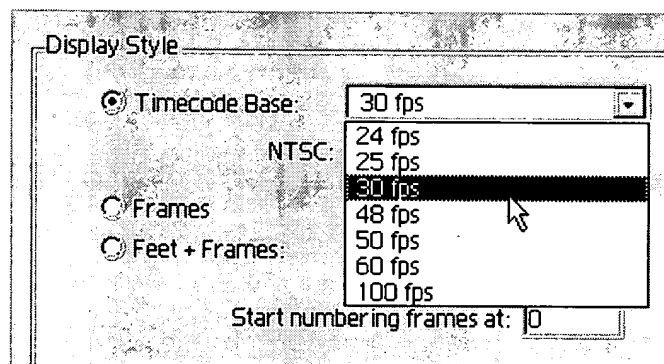 Display Style
Timecode Base: 30 fps
24 fps
NTSC:
25 fps
30 fps
Frames
48 fps
Feet + Frames:
50 fps
60 fps
100 fps
Start numbering frames at: 0